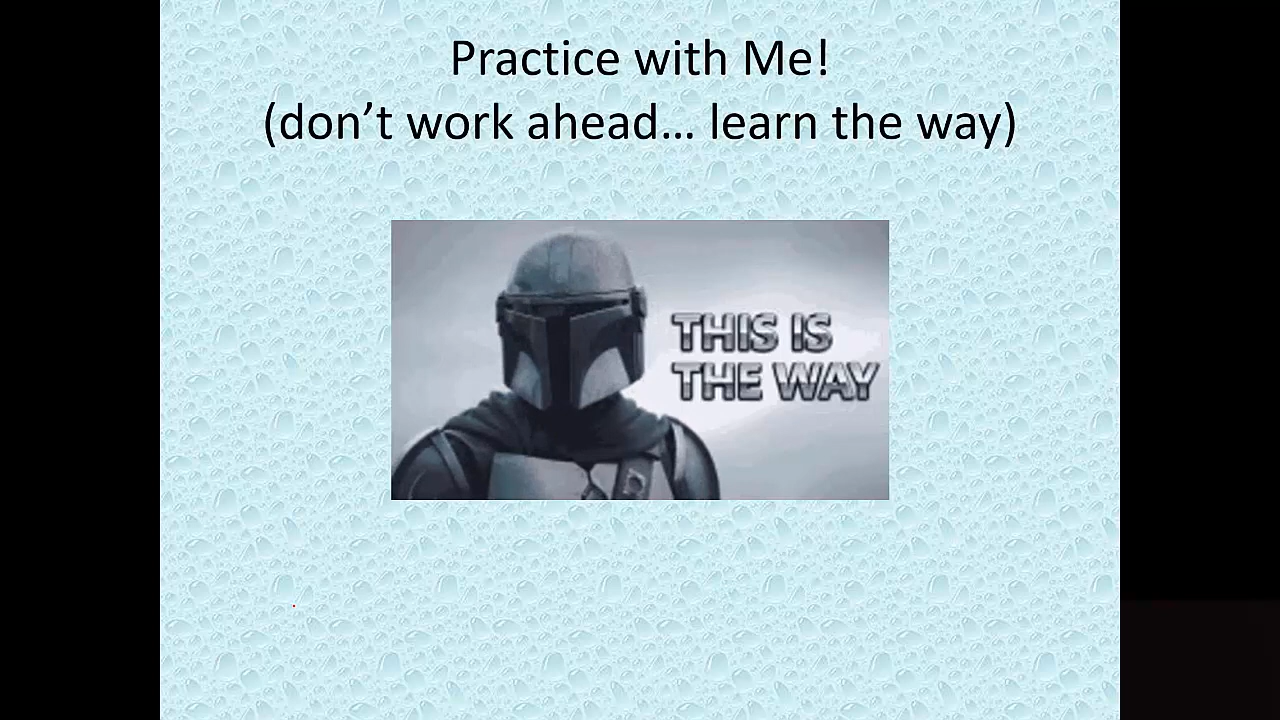 Practice with Me!
(don’t work ahead… learn the way)
THIS IS
THE WAY